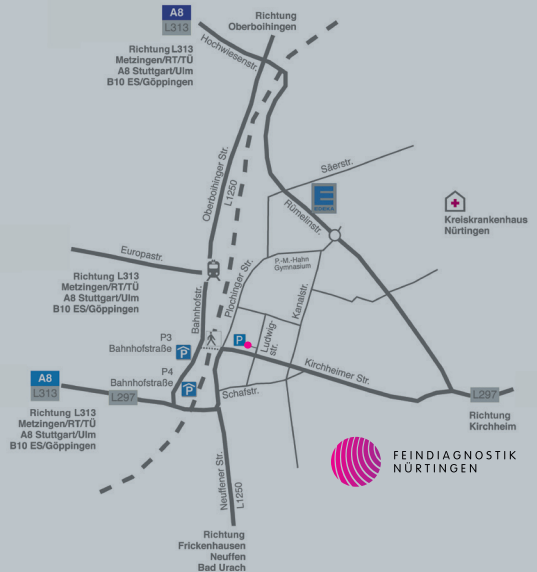 A8
L313
Richtung
Oberboihingen
Richtung L313
Metzingen/RT/TÜ
A8 Stuttgart/Ulm
B10 ES/Göppingen
Hochwiesenstr.
Oberboihinger Str.
L1250
Säerstr.
E
EDEKA
Rümelinstr.
Kreiskrankenhaus
Nürtingen
Europastr.
P.-M.-Hahn
Gymnasium
Richtung L313
Metzingen/RT/TÜ
A8 Stuttgart/Ulm
B10 ES/Göppingen
Bahnhofstr.
Plochinger Str.
Kanalstr.
P3
Bahnhofstraße
P
P
Ludwig-
str.
P4
Bahnhofstraße
P
Kirchheimer Str.
A8
L313
L297
Schafstr.
L297
Richtung L313
Metzingen/RT/TÜ
A8 Stuttgart/Ulm
B10 ES/Göppingen
Richtung
Kirchheim
Neuffener Str.
L1250
FEINDIAGNOSTIK
NÜRTINGEN
Richtung
Frickenhausen
Neuffen
Bad Urach